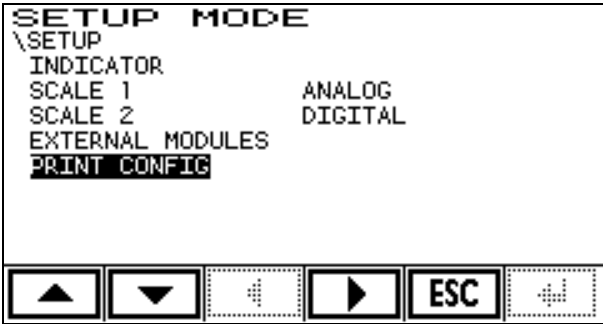 SETUP MODE
\SETUP
INDICATOR
SCALE 1 ANALOG
SCALE 2 DIGITAL
EXTERNAL MODULES
PRINT CONFIG
ESC